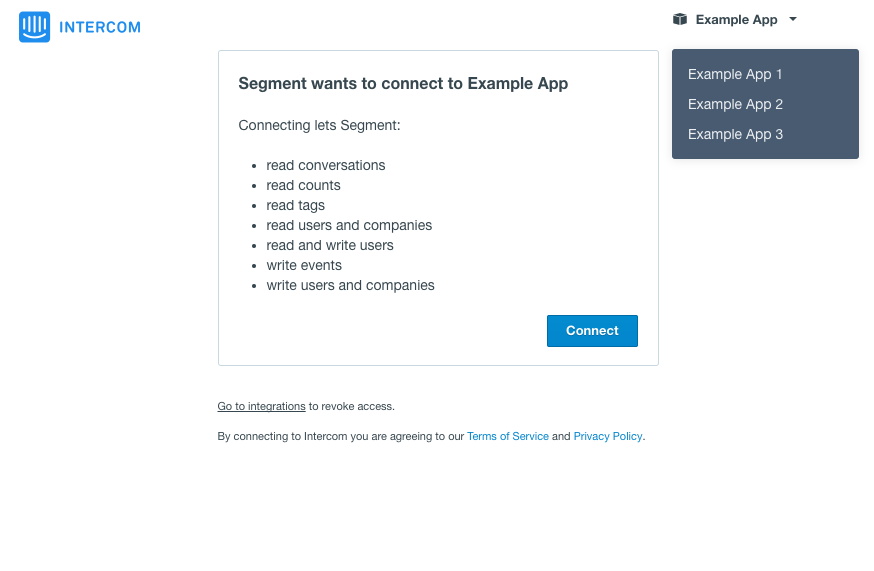 INTERCOM
Example App
Example App 1
Example App 2
Example App 3
Segment wants to connect to Example App
Connecting lets Segment:
• read conversations
• read counts
• read tags
• read users and companies
• read and write users
• write events
• write users and companies
Connect
Go to integrations to revoke access.
By connecting to Intercom you are agreeing to our Terms of Service and Privacy Policy.